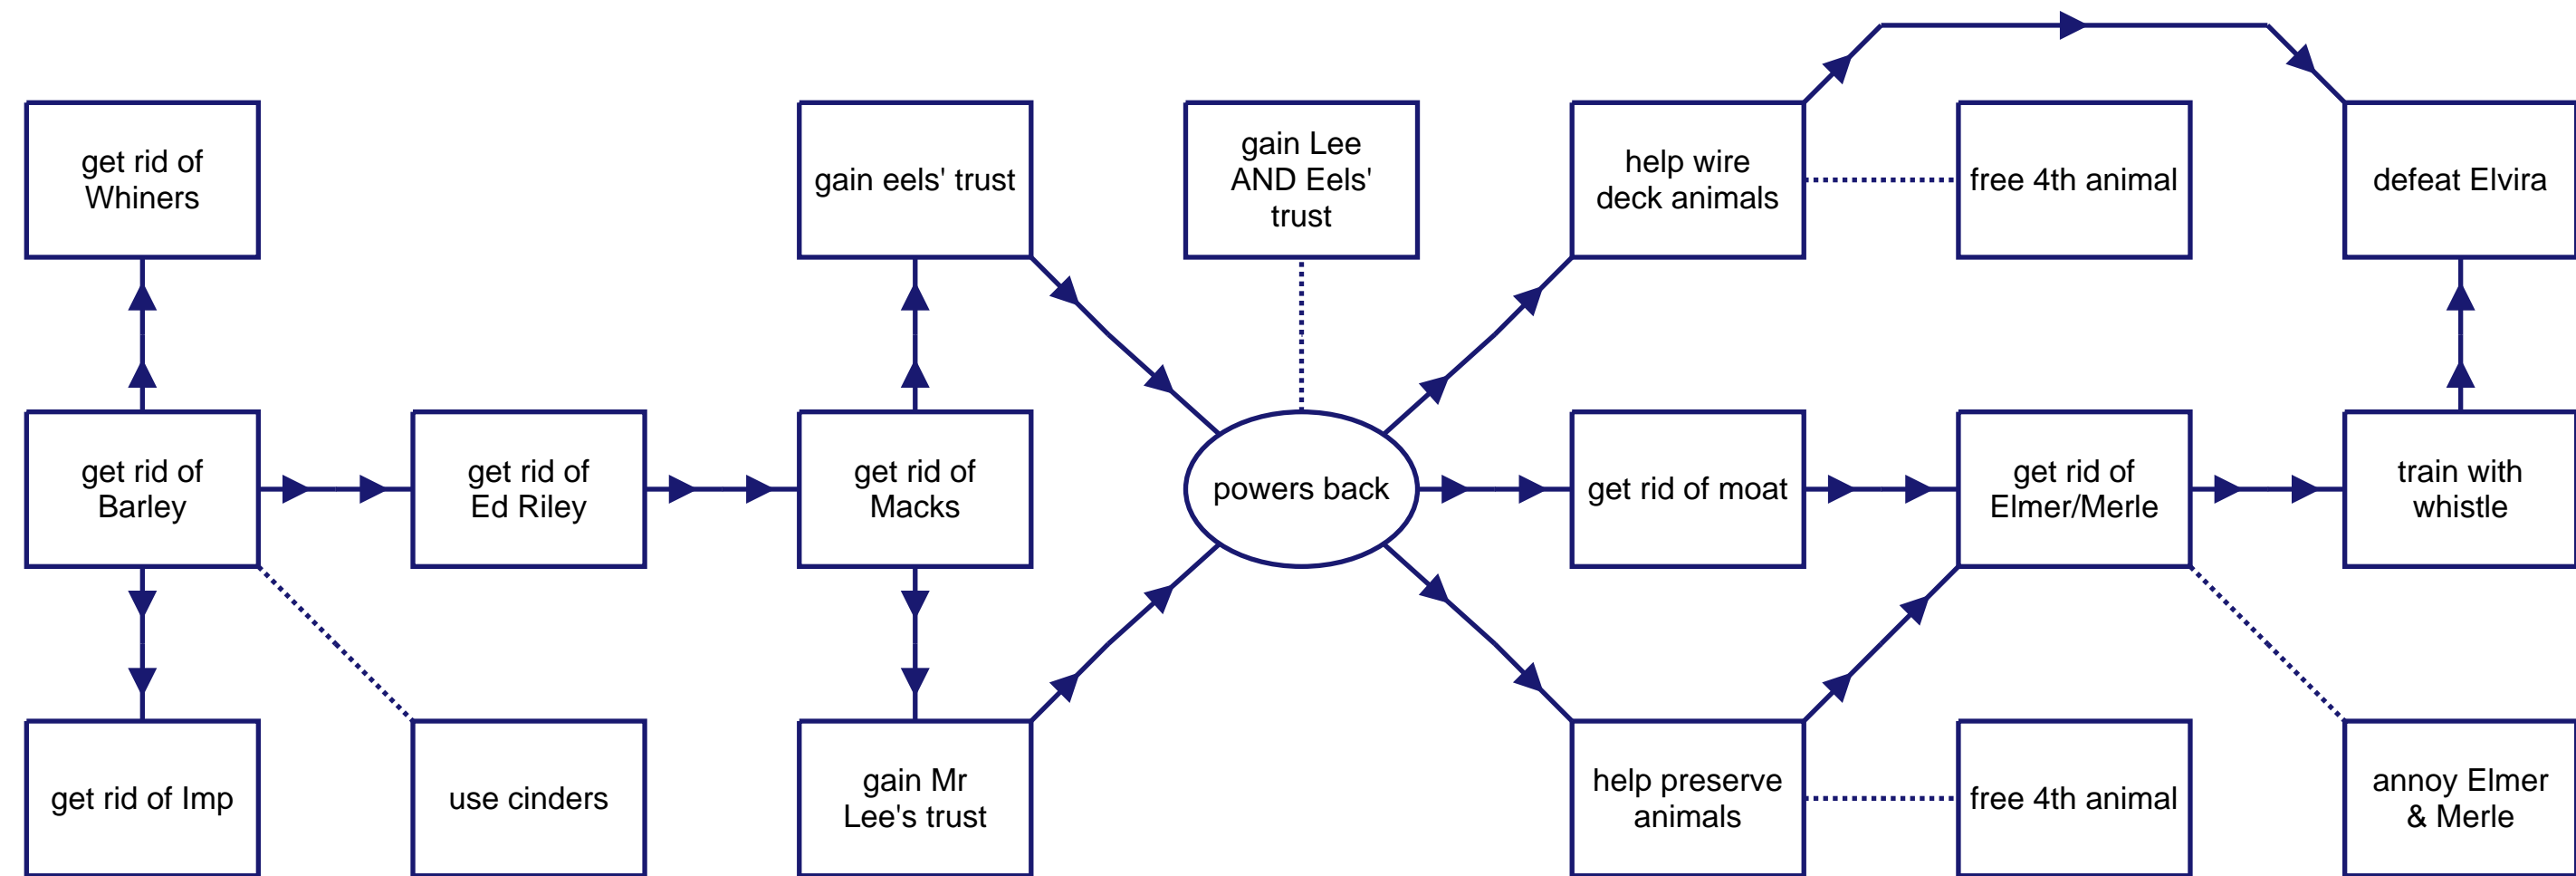 get rid of
Whiners
gain eels' trust
gain Lee
AND Eels'
trust
help wire
deck animals
free 4th animal
defeat Elvira
get rid of
Barley
get rid of
Ed Riley
get rid of
Macks
powers back
get rid of moat
get rid of
Elmer/Merle
train with
whistle
get rid of Imp
use cinders
gain Mr
Lee's trust
help preserve
animals
free 4th animal
annoy Elmer
& Merle